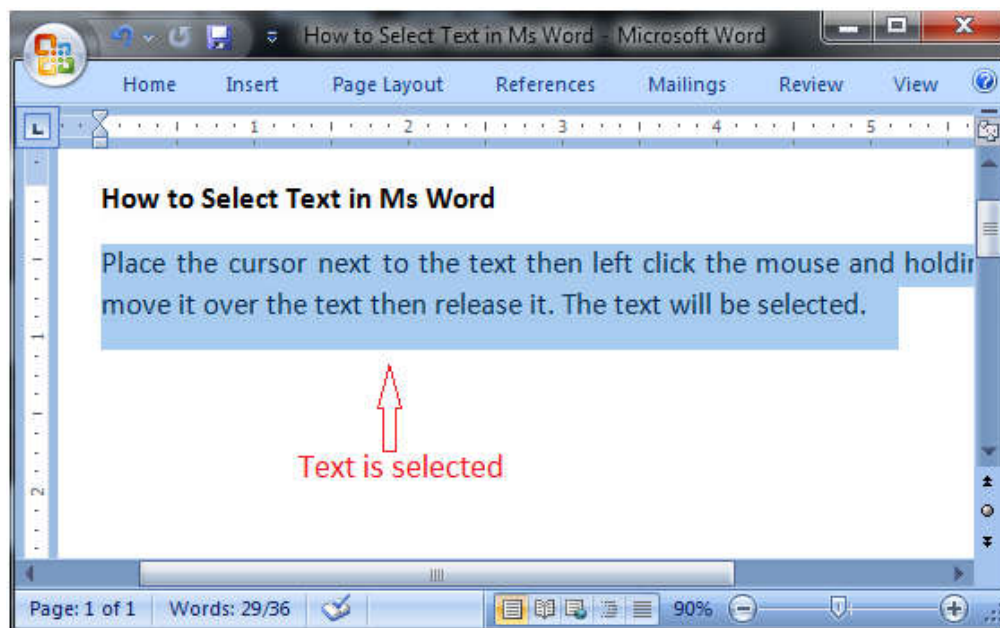 How to Select Text in Ms Word - Microsoft Word
Home Insert Page Layout References Mailings Review View
1 2 3 4 5
How to Select Text in Ms Word
Place the cursor next to the text then left click the mouse and holdin
move it over the text then release it. The text will be selected.
1
Text is selected
2
Page: 1 of 1 Words: 29/36 90%